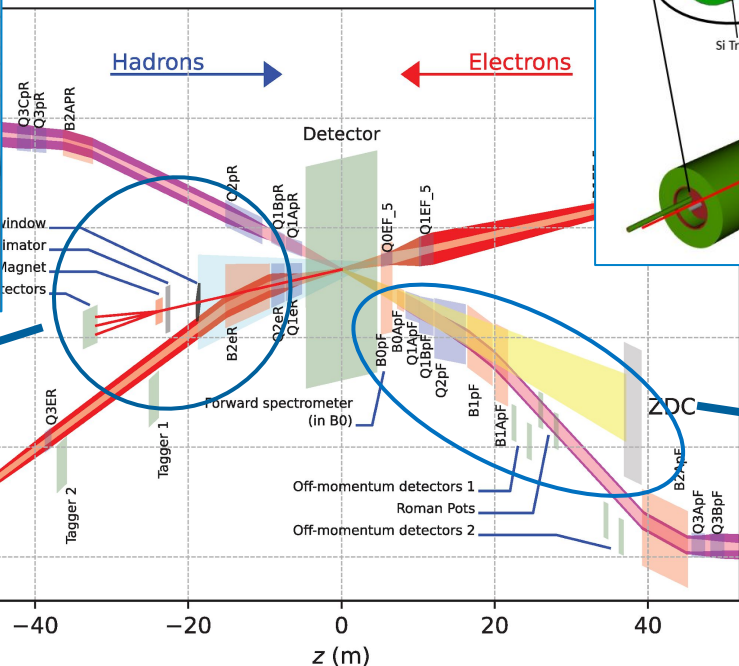 Si Tr
Hadrons
Electrons
Q3CpR
Q3pR
B2APR
Detector
Q2pR
Q1BpR
Q1ApR
Q0EF_5
Q1EF_5
window
imator
Magnet
ectors
B2eR
Q2eR
Q1eR
B0pF
B0ApF
Q1ApF
Q1BpF
Q2pF
B1pF
B1ApF
ZDC
Forward spectrometer
(in B0)
Q3ER
Tagger 1
Tagger 2
Off-momentum detectors 1
Roman Pots
Off-momentum detectors 2
B2ApF
Q3ApF
Q3BpF
−40
−20
0
20
40
z (m)